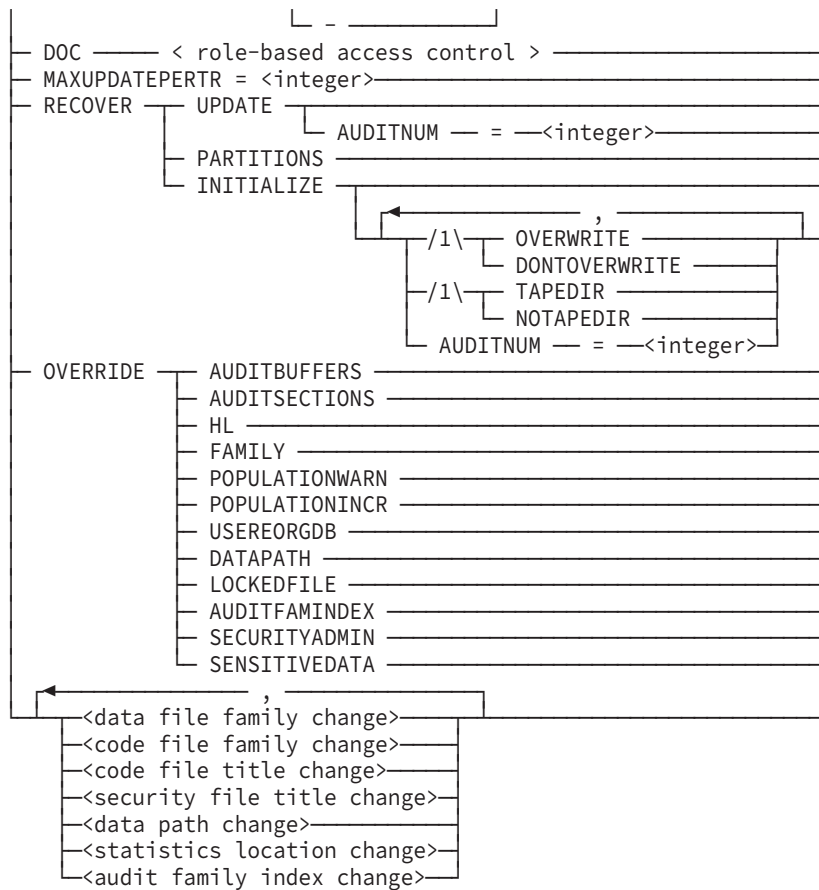 -
DOC < role-based access control >
MAXUPDATEPERTR = <integer>
RECOVER UPDATE
AUDITNUM = <integer>
PARTITIONS
INITIALIZE
,
/1\ OVERWRITE
DONTOVERWRITE
/1\ TAPEDIR
NOTAPEDIR
AUDITNUM = <integer>
OVERRIDE AUDITBUFFERS
AUDITSECTIONS
HL
FAMILY
POPULATIONWARN
POPULATIONINCR
USEREORGDB
DATAPATH
LOCKEDFILE
AUDITFAMINDEX
SECURITYADMIN
SENSITIVEDATA
,
<data file family change>
<code file family change>
<code file title change>
<security file title change>
<data path change>
<statistics location change>
<audit family index change>